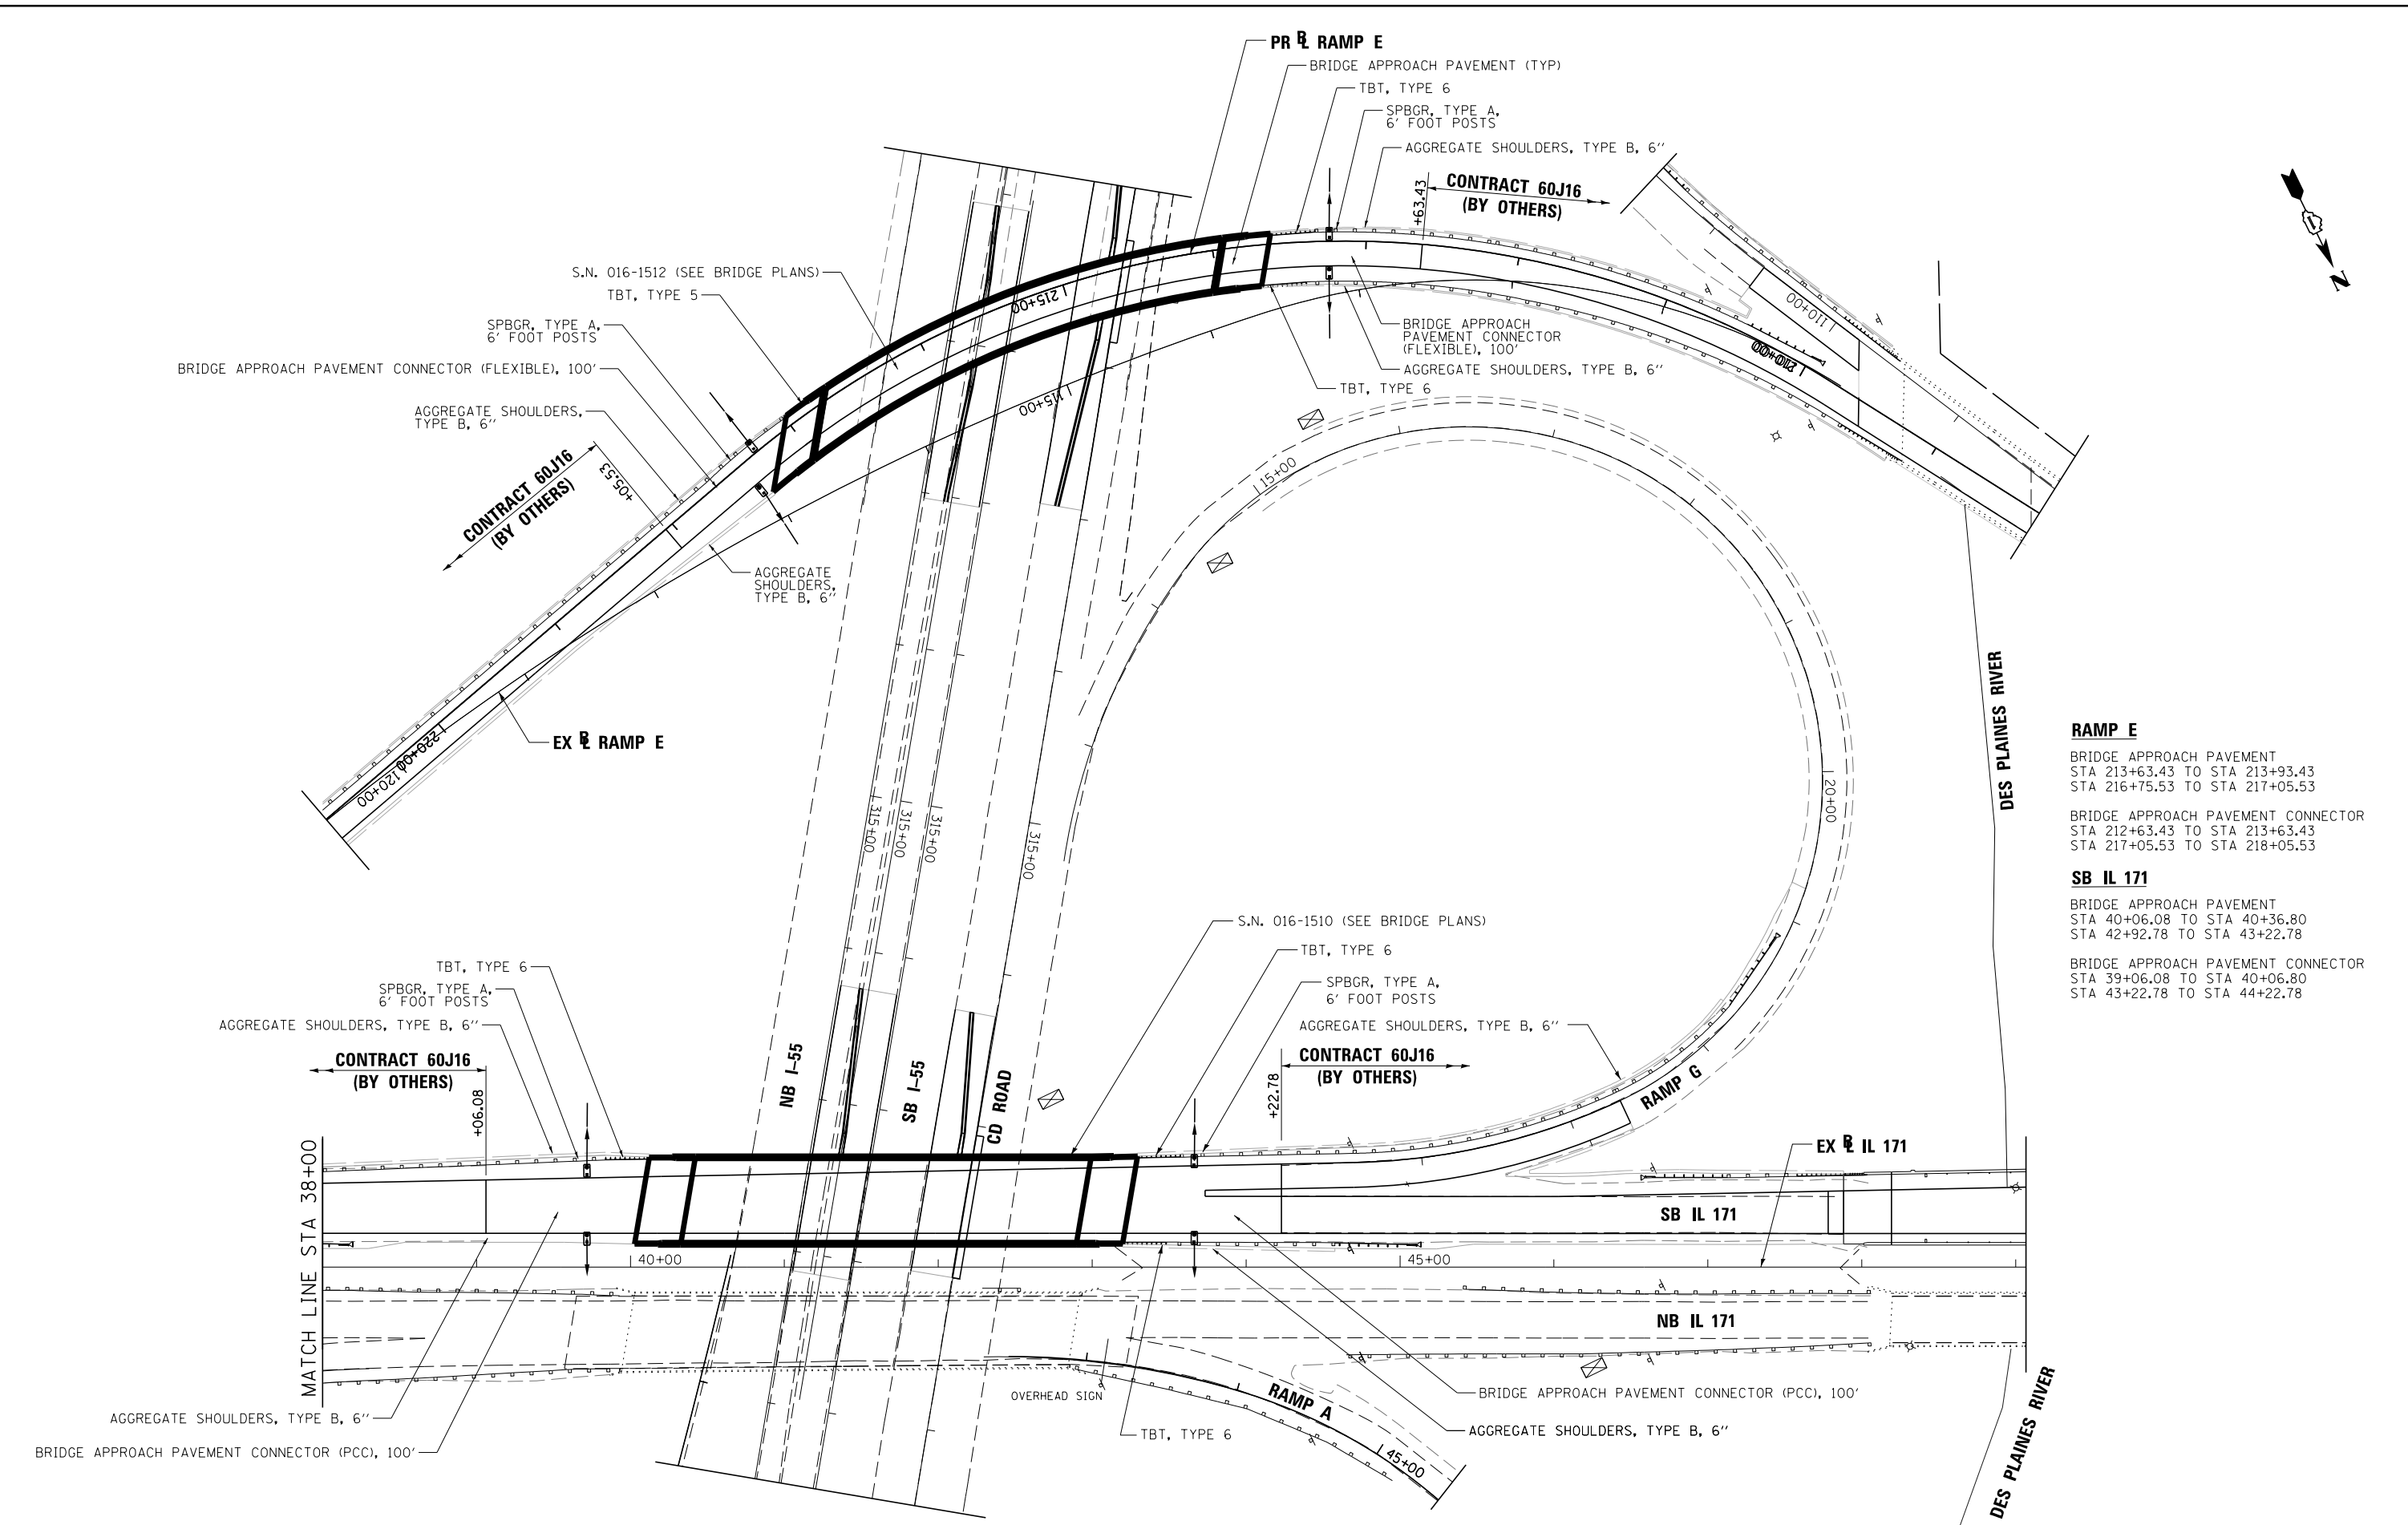 PR BL RAMP E
BRIDGE APPROACH PAVEMENT (TYP)
TBT, TYPE 6
SPBGR, TYPE A,
6' FOOT POSTS
AGGREGATE SHOULDERS, TYPE B, 6"
+63.43
CONTRACT 60J16
(BY OTHERS)
S.N. 016-1512 (SEE BRIDGE PLANS)
TBT, TYPE 5
SPBGR, TYPE A,
6' FOOT POSTS
BRIDGE APPROACH PAVEMENT CONNECTOR (FLEXIBLE), 100'
AGGREGATE SHOULDERS,
TYPE B, 6"
CONTRACT 60J16
(BY OTHERS)
+05.53
215+00
115+00
110+00
210+00
BRIDGE APPROACH
PAVEMENT CONNECTOR
(FLEXIBLE), 100'
AGGREGATE SHOULDERS, TYPE B, 6"
TBT, TYPE 6
N
15+00
AGGREGATE
SHOULDERS,
TYPE B, 6"
EX BL RAMP E
220+00
120+00
315+00
315+00
315+00
315+00
20+00
DES PLAINES RIVER
RAMP E
BRIDGE APPROACH PAVEMENT
STA 213+63.43 TO STA 213+93.43
STA 216+75.53 TO STA 217+05.53
BRIDGE APPROACH PAVEMENT CONNECTOR
STA 212+63.43 TO STA 213+63.43
STA 217+05.53 TO STA 218+05.53
SB IL 171
BRIDGE APPROACH PAVEMENT
STA 40+06.08 TO STA 40+36.80
STA 42+92.78 TO STA 43+22.78
BRIDGE APPROACH PAVEMENT CONNECTOR
STA 39+06.08 TO STA 40+06.80
STA 43+22.78 TO STA 44+22.78
S.N. 016-1510 (SEE BRIDGE PLANS)
TBT, TYPE 6
SPBGR, TYPE A,
6' FOOT POSTS
AGGREGATE SHOULDERS, TYPE B, 6"
CONTRACT 60J16
(BY OTHERS)
+22.78
TBT, TYPE 6
SPBGR, TYPE A,
6' FOOT POSTS
AGGREGATE SHOULDERS, TYPE B, 6"
CONTRACT 60J16
(BY OTHERS)
+06.08
NB I-55
SB I-55
CD ROAD
RAMP G
EX BL IL 171
MATCH LINE STA 38+00
SB IL 171
40+00
45+00
NB IL 171
OVERHEAD SIGN
RAMP A
45+00
TBT, TYPE 6
BRIDGE APPROACH PAVEMENT CONNECTOR (PCC), 100'
AGGREGATE SHOULDERS, TYPE B, 6"
AGGREGATE SHOULDERS, TYPE B, 6"
BRIDGE APPROACH PAVEMENT CONNECTOR (PCC), 100'
DES PLAINES RIVER